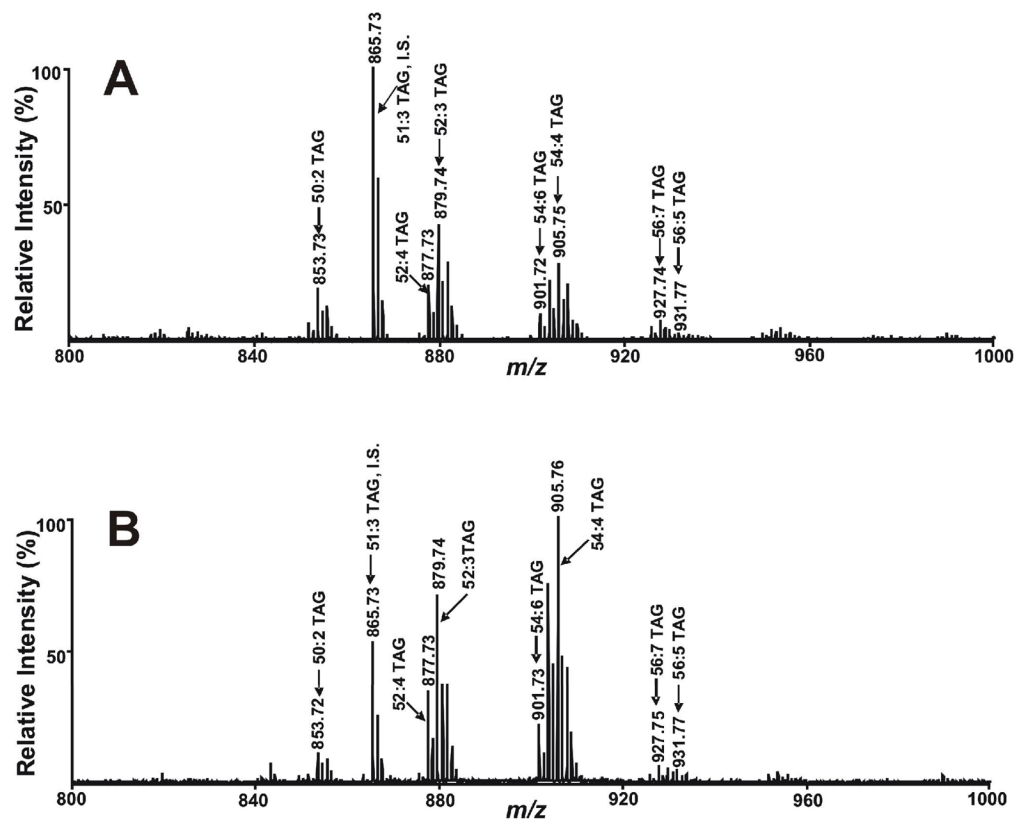 A
Relative Intensity (%)
100
50
853.73
50:2 TAG
865.73
51:3 TAG, I.S.
52:4 TAG
877.73
879.74
52:3 TAG
901.72
54:6 TAG
905.75
54:4 TAG
927.74
56:7 TAG
931.77
56:5 TAG
800
840
880
920
960
1000
m/z
B
Relative Intensity (%)
100
50
853.72
50:2 TAG
865.73
51:3 TAG, I.S.
52:4 TAG
877.73
879.74
52:3TAG
901.73
54:6 TAG
905.76
54:4 TAG
927.75
56:7 TAG
931.77
56:5 TAG
800
840
880
920
960
1000
m/z